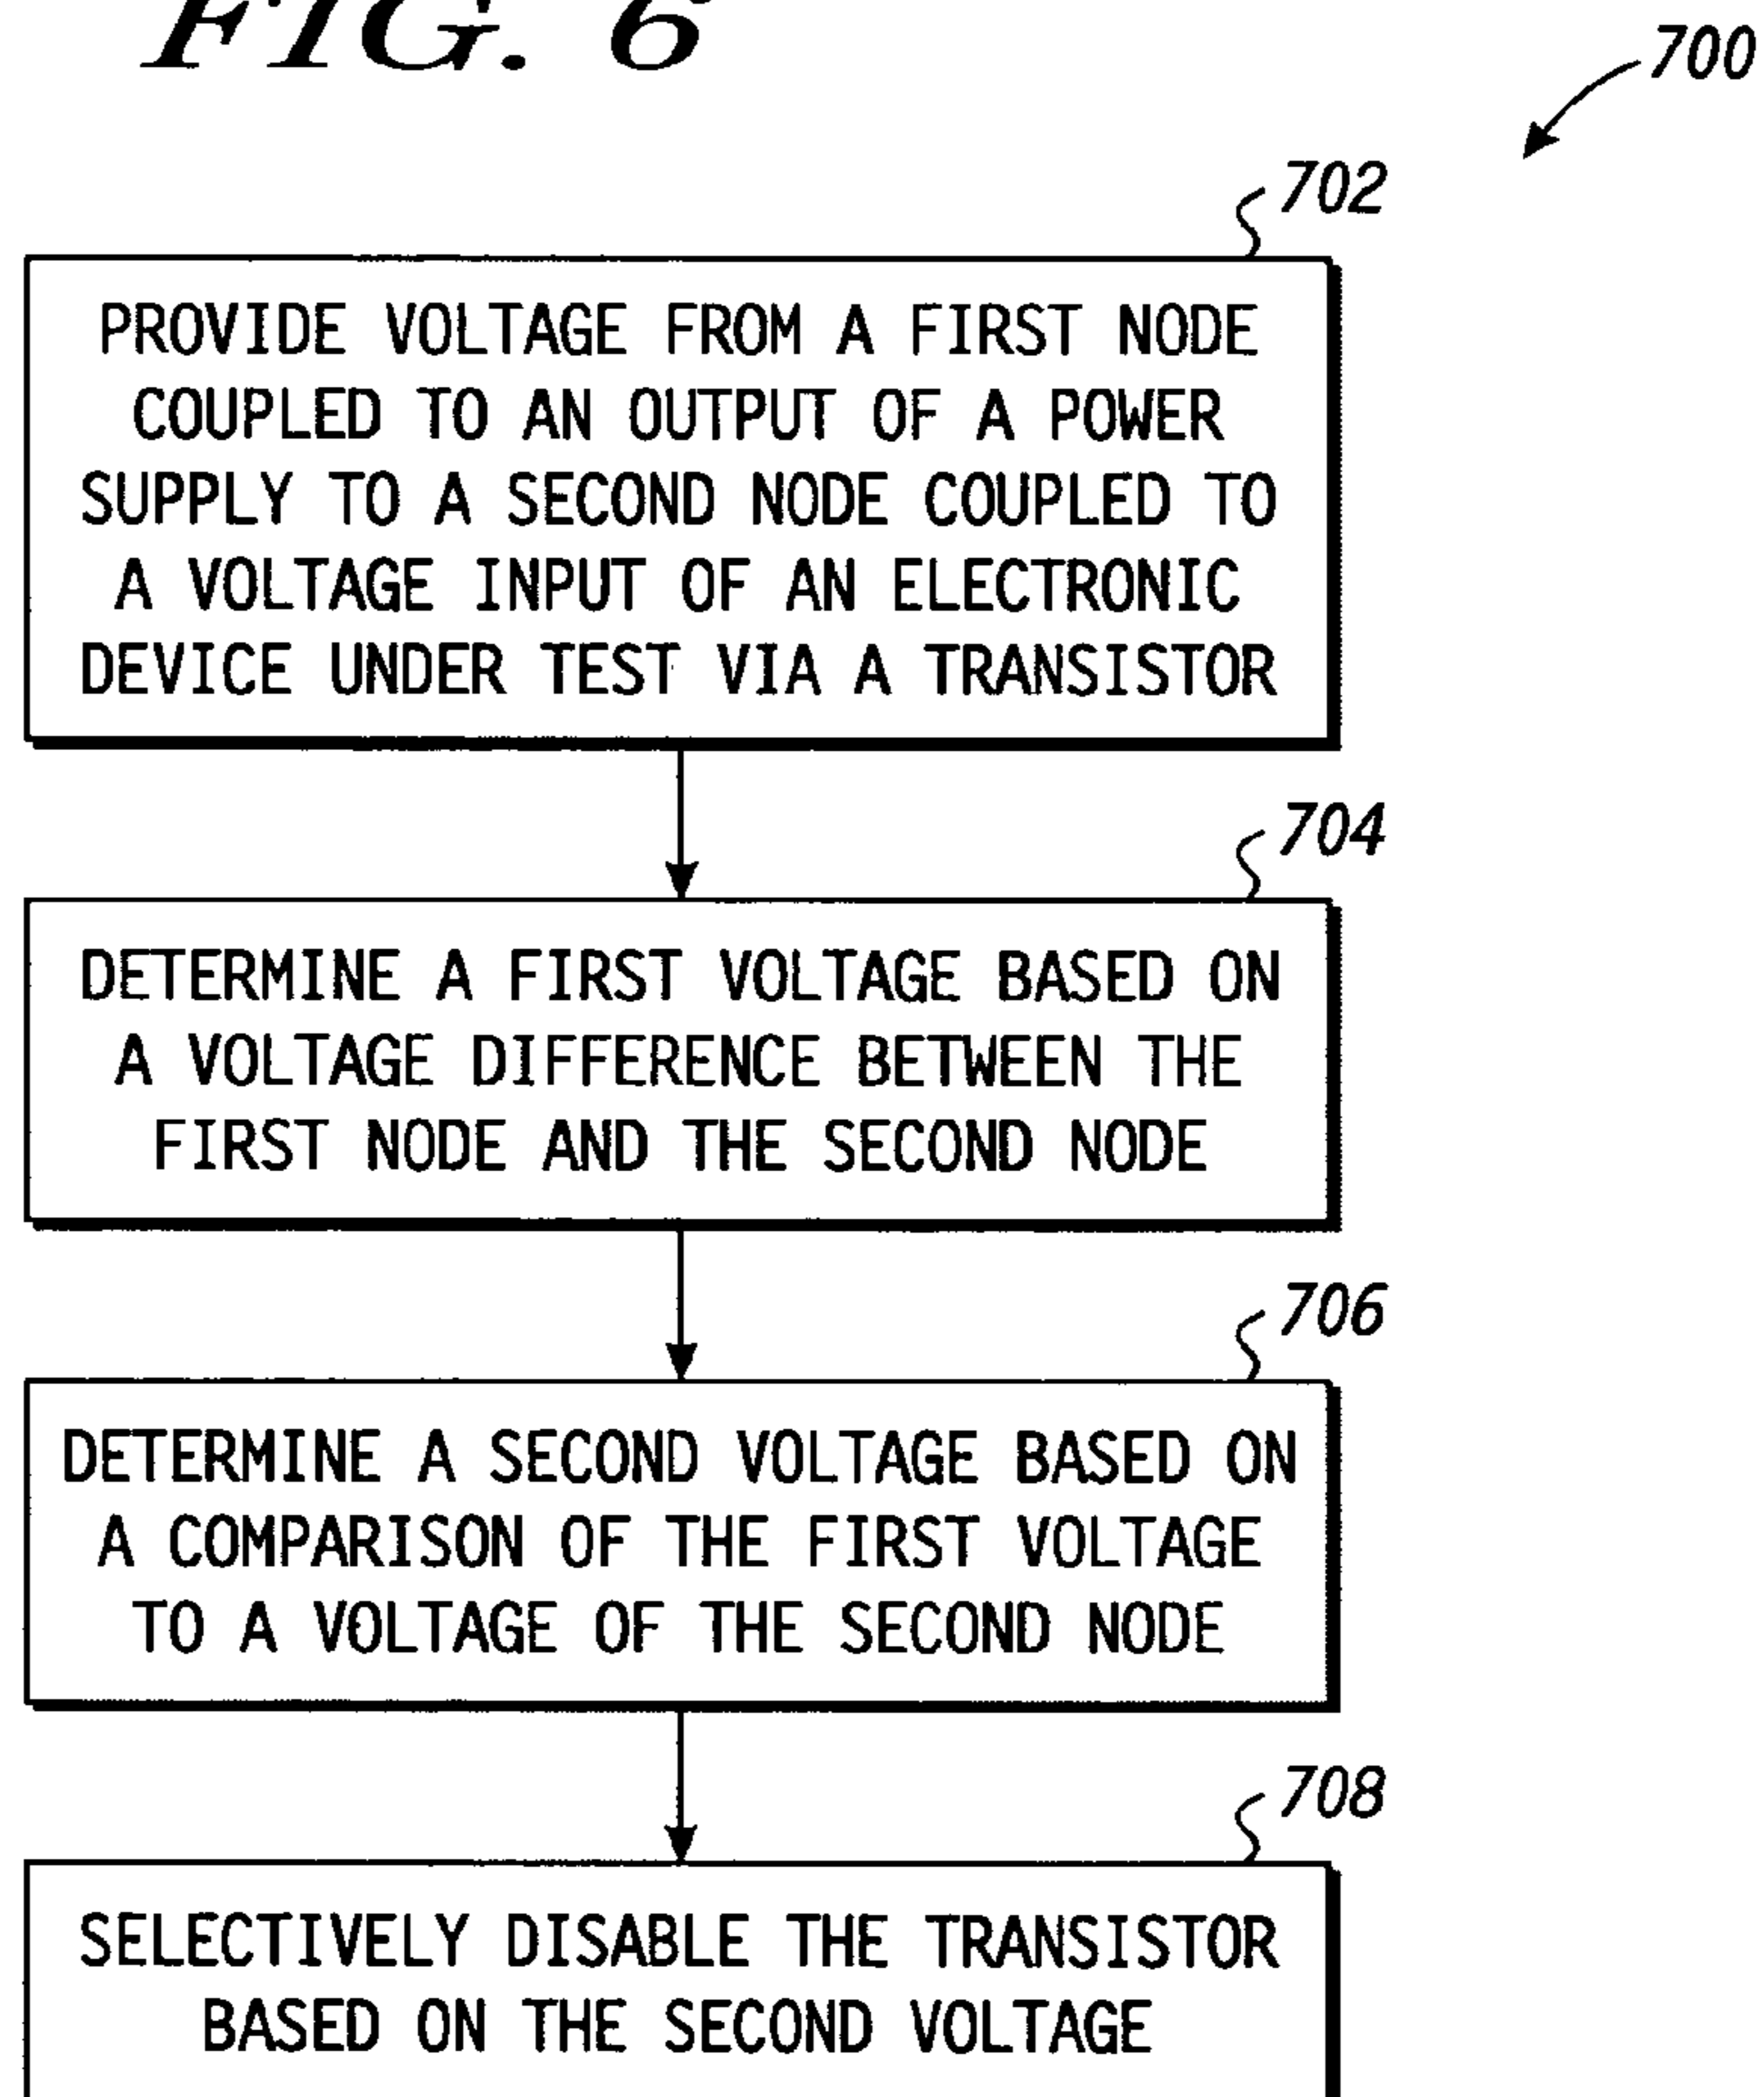 FIG. 6
700
702
PROVIDE VOLTAGE FROM A FIRST NODE
COUPLED TO AN OUTPUT OF A POWER
SUPPLY TO A SECOND NODE COUPLED TO
A VOLTAGE INPUT OF AN ELECTRONIC
DEVICE UNDER TEST VIA A TRANSISTOR
704
DETERMINE A FIRST VOLTAGE BASED ON
A VOLTAGE DIFFERENCE BETWEEN THE
FIRST NODE AND THE SECOND NODE
706
DETERMINE A SECOND VOLTAGE BASED ON
A COMPARISON OF THE FIRST VOLTAGE
TO A VOLTAGE OF THE SECOND NODE
708
SELECTIVELY DISABLE THE TRANSISTOR
BASED ON THE SECOND VOLTAGE